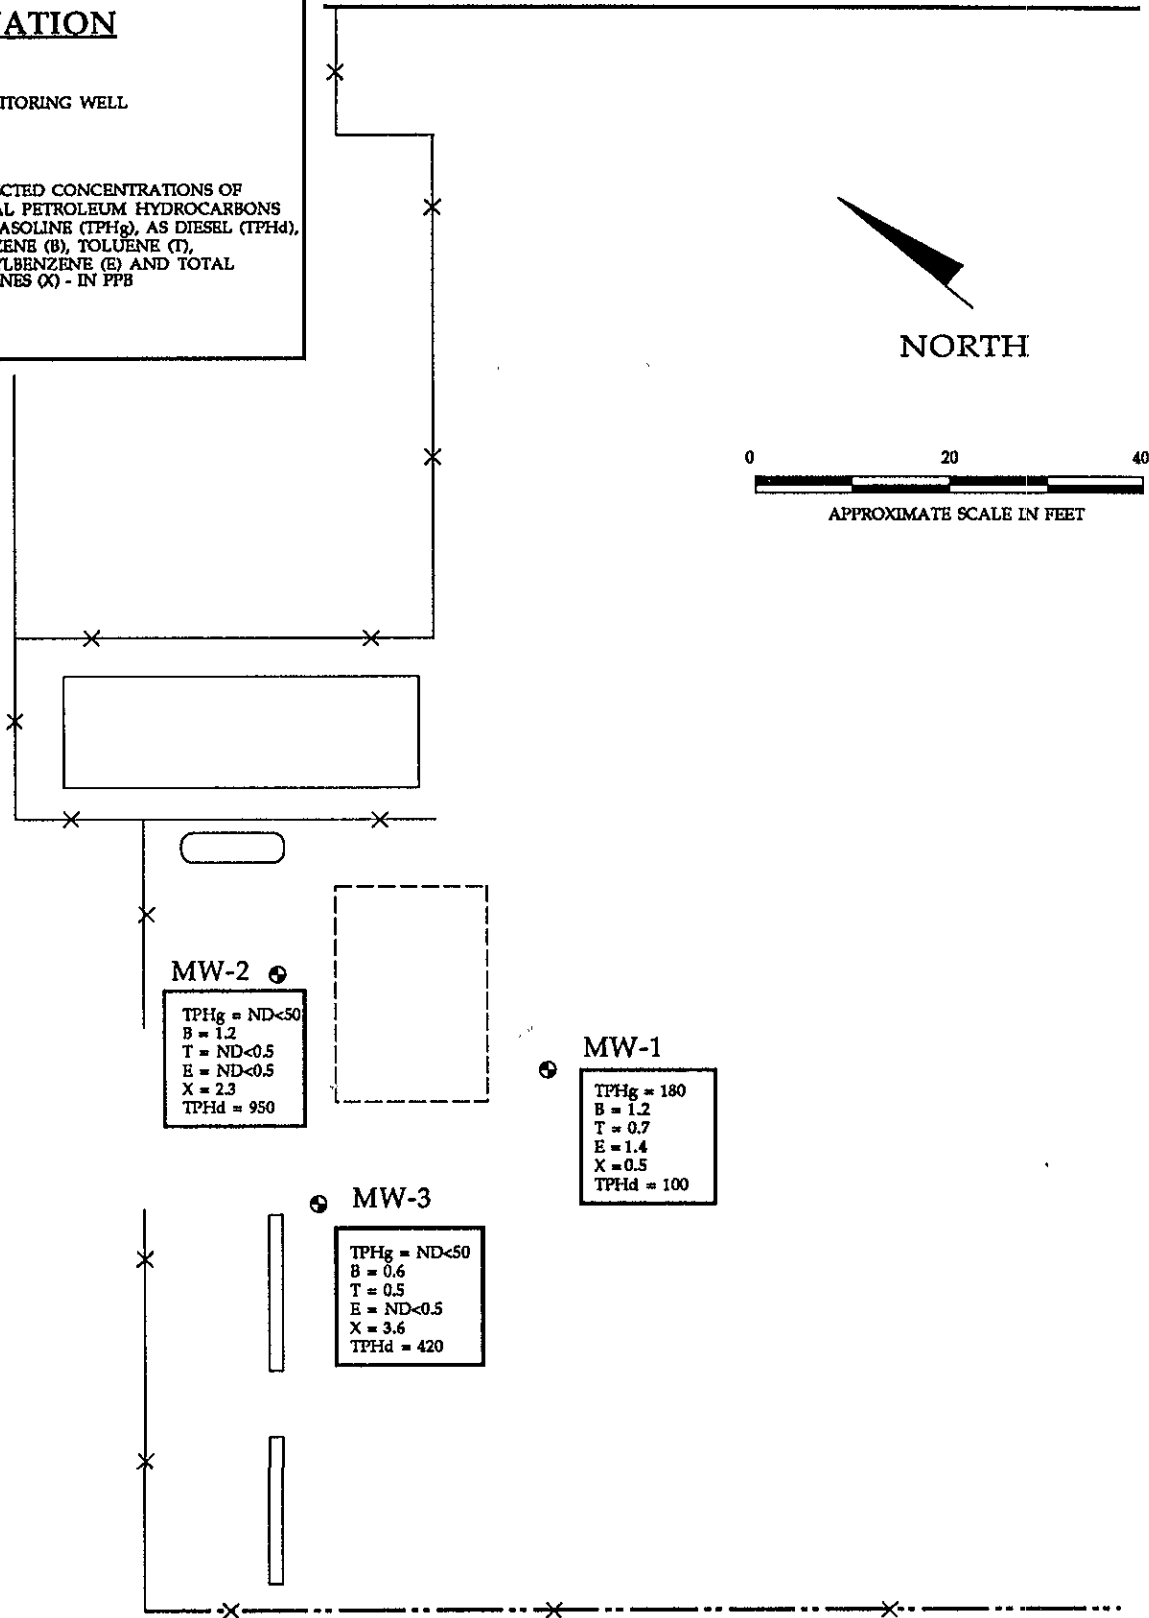 NATION
ITORING WELL
CTED CONCENTRATIONS OF
AL PETROLEUM HYDROCARBONS
ASOLINE (TPHg), AS DIESEL (TPHd),
ZENE (B), TOLUENE (T),
YLBENZENE (E) AND TOTAL
NES (X) - IN PPB
NORTH
0 20 40
APPROXIMATE SCALE IN FEET
MW-2
TPHg = ND<50
B = 1.2
T = ND<0.5
E = ND<0.5
X = 2.3
TPHd = 950
MW-1
TPHg = 180
B = 1.2
T = 0.7
E = 1.4
X = 0.5
TPHd = 100
MW-3
TPHg = ND<50
B = 0.6
T = 0.5
E = ND<0.5
X = 3.6
TPHd = 420